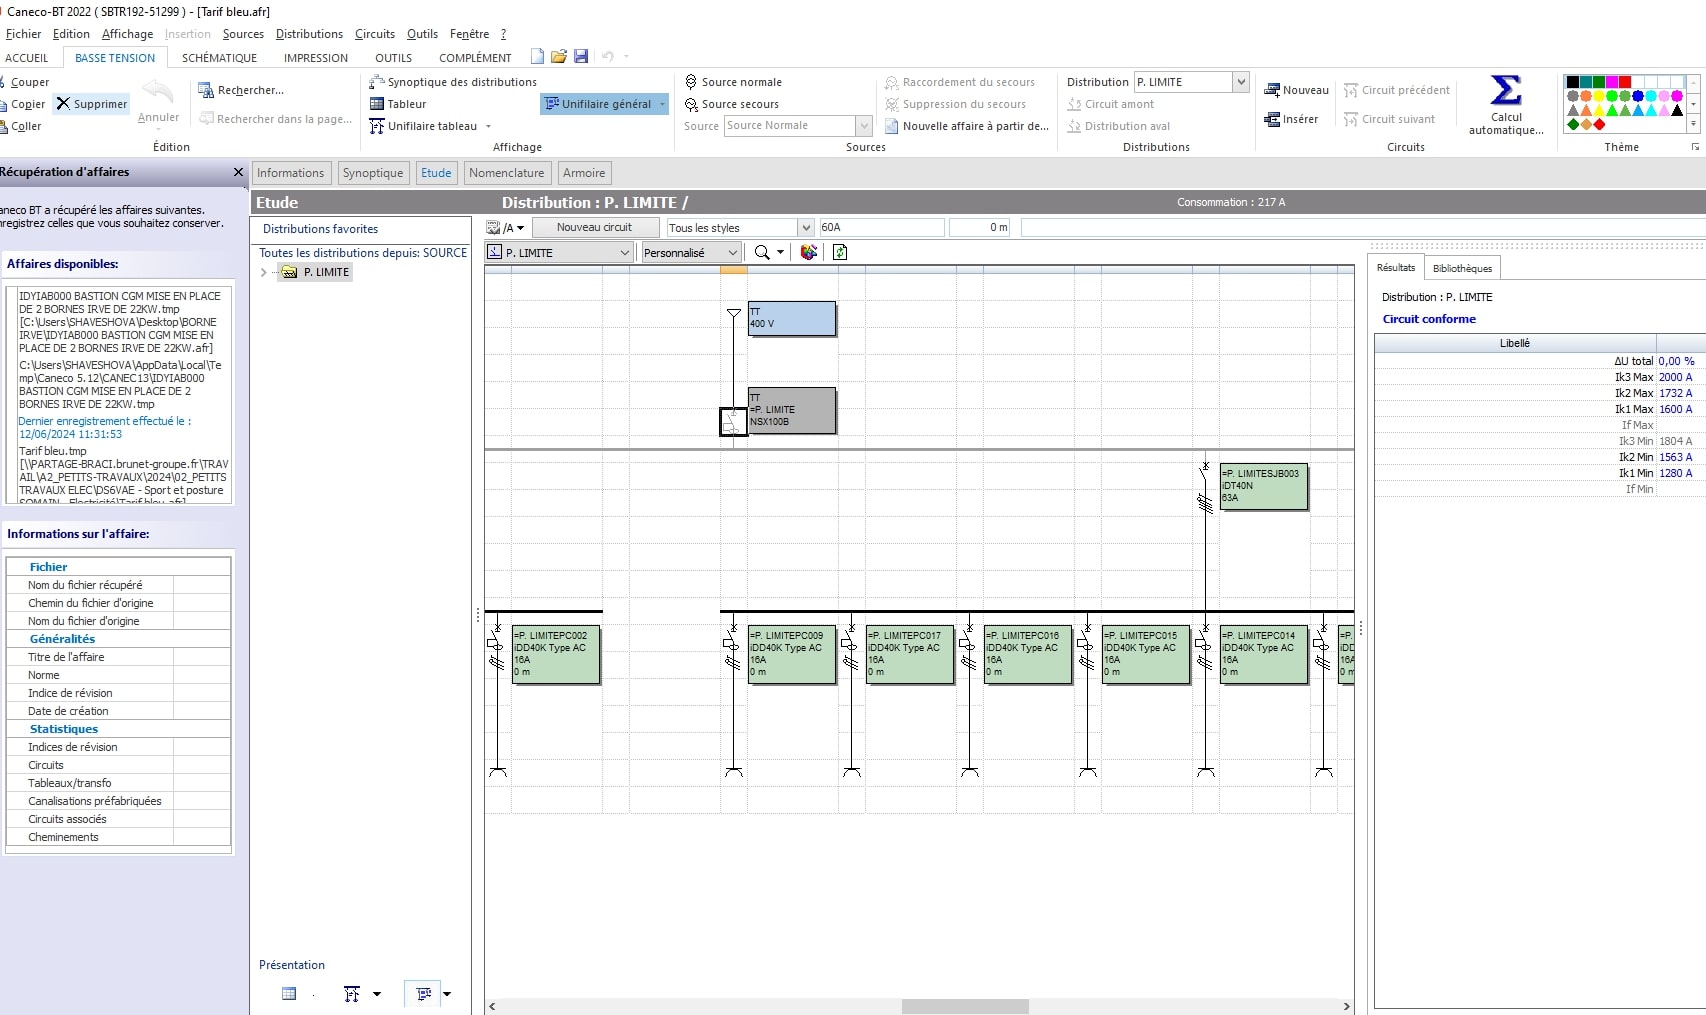 Caneco-BT 2022 ( SBTR192-51299 ) - [Tarif bleu.afr]
Fichier Edition Affichage Insertion Sources Distributions Circuits Outils Fenêtre ?
ACCUEIL BASSE TENSION SCHÉMATIQUE IMPRESSION OUTILS COMPLÉMENT
Couper
Copier
Coller
Supprimer
Annuler
Rechercher...
Rechercher dans la page...
Édition
Synoptique des distributions
Tableur
Unifilaire tableau
Unifilaire général
Affichage
Source normale
Source secours
Source Source Normale
Raccordement du secours
Suppression du secours
Nouvelle affaire à partir de...
Sources
Distribution P. LIMITE
Circuit amont
Distribution aval
Distributions
Nouveau
Insérer
Circuit précédent
Circuit suivant
Circuits
Calcul
automatique...
Thème
Récupération d'affaires
aneco BT a récupéré les affaires suivantes.
nregistrez celles que vous souhaitez conserver.
Affaires disponibles:
IDYIAB000 BASTION CGM MISE EN PLACE
DE 2 BORNES IRVE DE 22KW.tmp
[C:\Users\SHAVESHOVA\Desktop\BORNE
IRVE\IDYIAB000 BASTION CGM MISE EN
PLACE DE 2 BORNES IRVE DE 22KW.afr]
C:\Users\SHAVESHOVA\AppData\Local\Te
mp\Caneco 5.12\CANEC13\IDYIAB000
BASTION CGM MISE EN PLACE DE 2
BORNES IRVE DE 22KW.tmp
Dernier enregistrement effectué le :
12/06/2024 11:31:53
Tarif bleu.tmp
[\\PARTAGE-BRACI.brunet-groupe.fr\TRAV
AIL\A2_PETITS-TRAVAUX\2024\02_PETITS
TRAVAUX ELEC\DS6VAE - Sport et posture
SOMAIN - Electricité\Tarif bleu.afr]
Informations sur l'affaire:
Fichier
Nom du fichier récupéré
Chemin du fichier d'origine
Nom du fichier d'origine
Généralités
Titre de l'affaire
Norme
Indice de révision
Date de création
Statistiques
Indices de révision
Circuits
Tableaux/transfo
Canalisations préfabriquées
Circuits associés
Cheminements
Informations Synoptique Etude Nomenclature Armoire
Etude Distribution : P. LIMITE / Consommation : 217 A
Distributions favorites
Toutes les distributions depuis: SOURCE
P. LIMITE
Présentation
/A Nouveau circuit Tous les styles 60A 0 m
P. LIMITE Personnalisé
TT
400 V
TT
=P. LIMITE
NSX100B
=P. LIMITESJB003
iDT40N
63A
=P. LIMITEPC002
iDD40K Type AC
16A
0 m
=P. LIMITEPC009
iDD40K Type AC
16A
0 m
=P. LIMITEPC017
iDD40K Type AC
16A
0 m
=P. LIMITEPC016
iDD40K Type AC
16A
0 m
=P. LIMITEPC015
iDD40K Type AC
16A
0 m
=P. LIMITEPC014
iDD40K Type AC
16A
0 m
=P.
iDD
16A
0 m
Résultats Bibliothèques
Distribution : P. LIMITE
Circuit conforme
Libellé
ΔU total 0,00 %
Ik3 Max 2000 A
Ik2 Max 1732 A
Ik1 Max 1600 A
If Max
Ik3 Min 1804 A
Ik2 Min 1563 A
Ik1 Min 1280 A
If Min